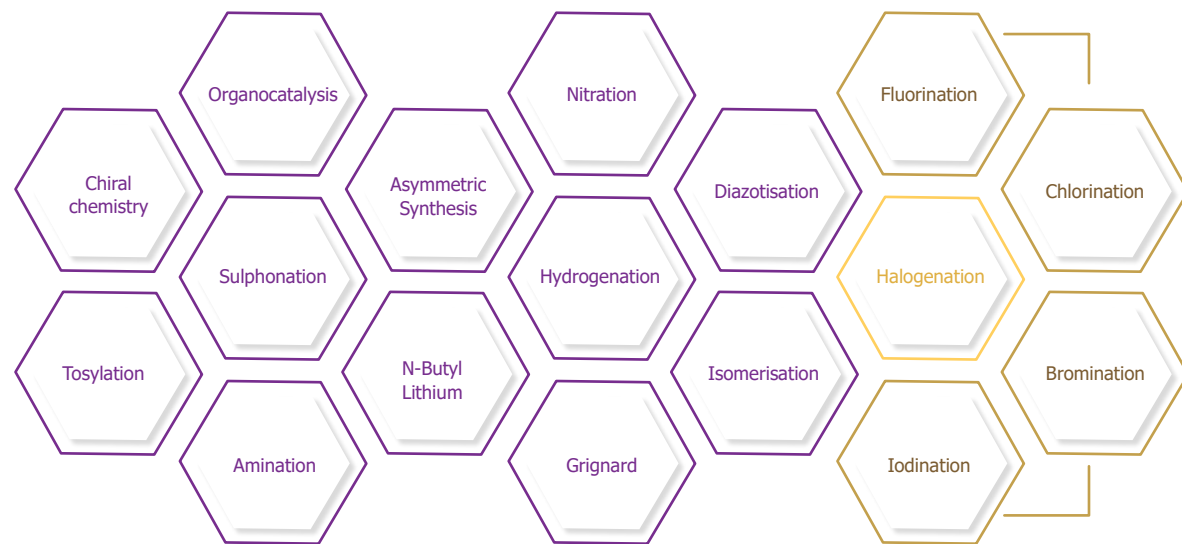 Organocatalysis
Nitration
Fluorination
Chiral
chemistry
Asymmetric
Synthesis
Diazotisation
Chlorination
Sulphonation
Hydrogenation
Halogenation
Tosylation
N-Butyl
Lithium
Isomerisation
Bromination
Amination
Grignard
Iodination